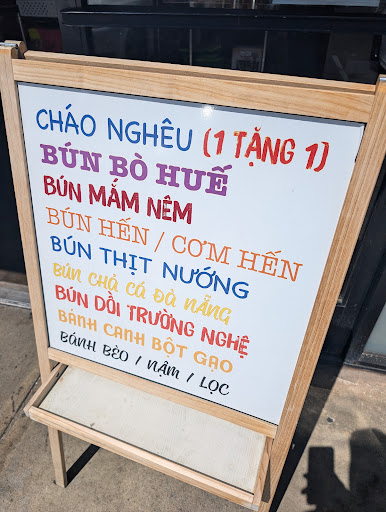 CHÁO NGHÊU (1 TẶNG 1)
BÚN BÒ HUẾ
BÚN MẮM NÊM
BÚN HẾN / CƠM HẾN
BÚN THỊT NƯỚNG
BÚN CHẢ CÁ ĐÀ NẴNG
BÚN DỒI TRƯỜNG NGHỆ
BÁNH CANH BỘT GẠO
BÁNH BÈO / NẬM / LỌC